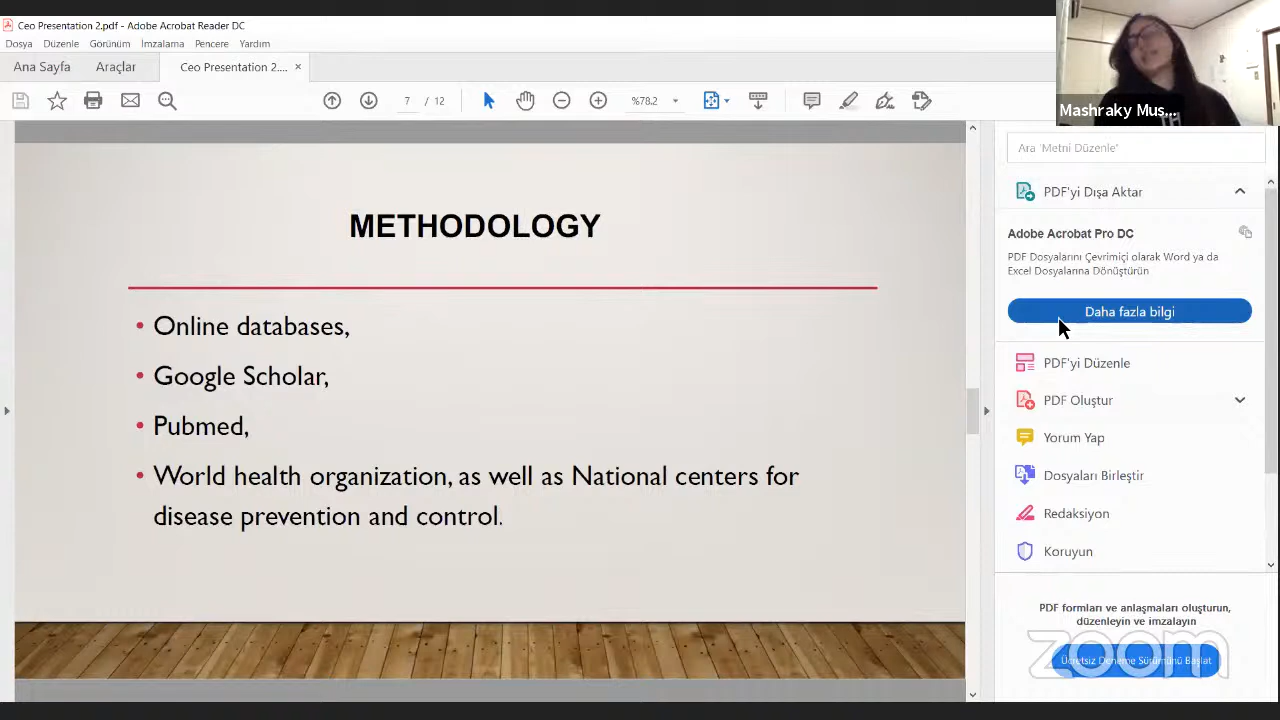 Ceo Presentation 2.pdf - Adobe Acrobat Reader DC
Dosya Düzenle Görünüm İmzalama Pencere Yardım
Ana Sayfa Araçlar Ceo Presentation 2.... ×
7 / 12 %78.2
Mashraky Mus...
METHODOLOGY
• Online databases,
• Google Scholar,
• Pubmed,
• World health organization, as well as National centers for
disease prevention and control.
Ara 'Metni Düzenle'
PDF'yi Dışa Aktar
Adobe Acrobat Pro DC
PDF Dosyalarını Çevrimiçi olarak Word ya da
Excel Dosyalarına Dönüştürün
Daha fazla bilgi
PDF'yi Düzenle
PDF Oluştur
Yorum Yap
Dosyaları Birleştir
Redaksiyon
Koruyun
PDF formları ve anlaşmaları oluşturun,
düzenleyin ve imzalayın
Ücretsiz Deneme Sürümünü Başlat
zoom